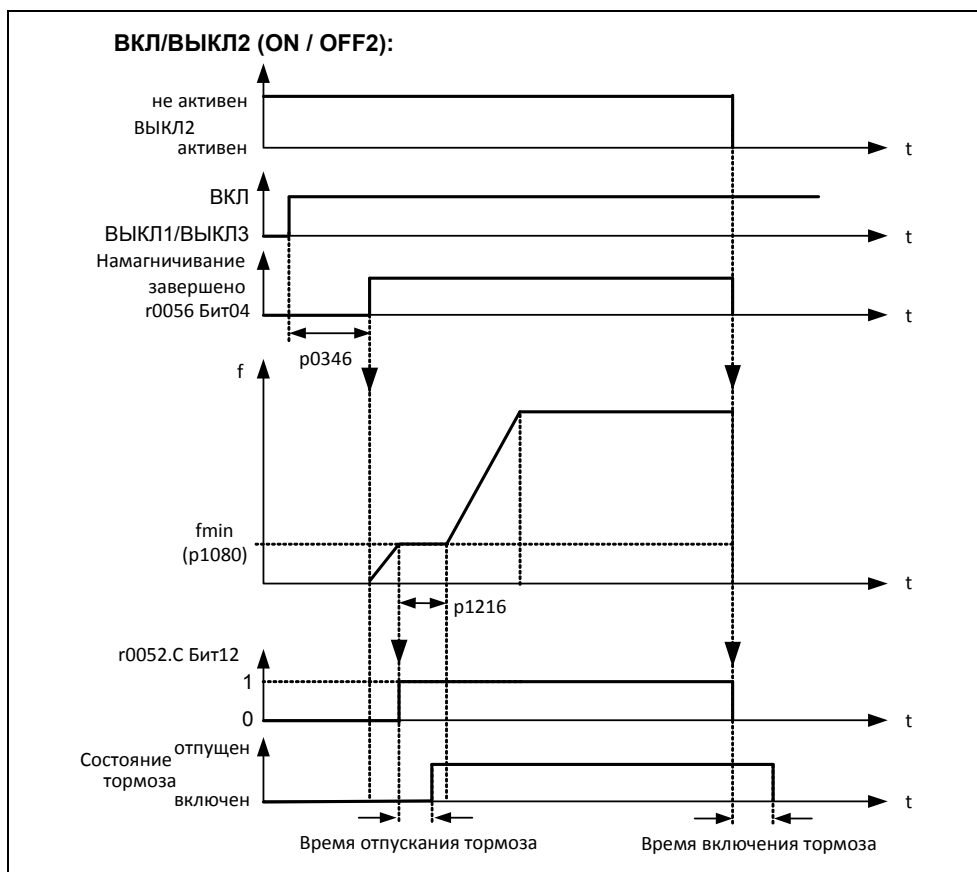 ВКЛ/ВЫКЛ2 (ON / OFF2):
не активен
ВЫКЛ2
активен
t
ВКЛ
ВЫКЛ1/ВЫКЛ3
t
Намагничивание
завершено
r0056 Бит04
t
p0346
f
fmin
(p1080)
t
p1216
r0052.C Бит12
1
0
t
отпущен
Состояние
тормоза
включен
t
Время отпускания тормоза
Время включения тормоза